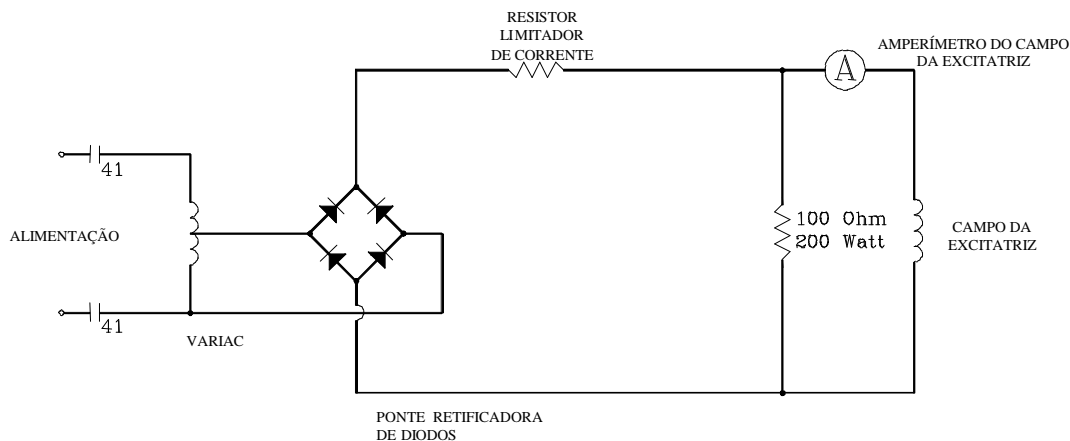 RESISTOR
LIMITADOR
DE CORRENTE
AMPERÍMETRO DO CAMPO
DA EXCITATRIZ
A
41
ALIMENTAÇÃO
100 Ohm
200 Watt
CAMPO DA
EXCITATRIZ
41
VARIAC
PONTE RETIFICADORA
DE DIODOS